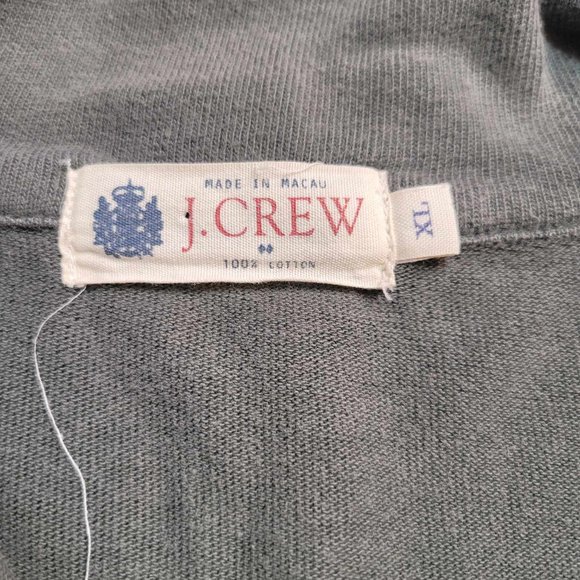 MADE IN MACAU
J.CREW
100% COTTON
XL